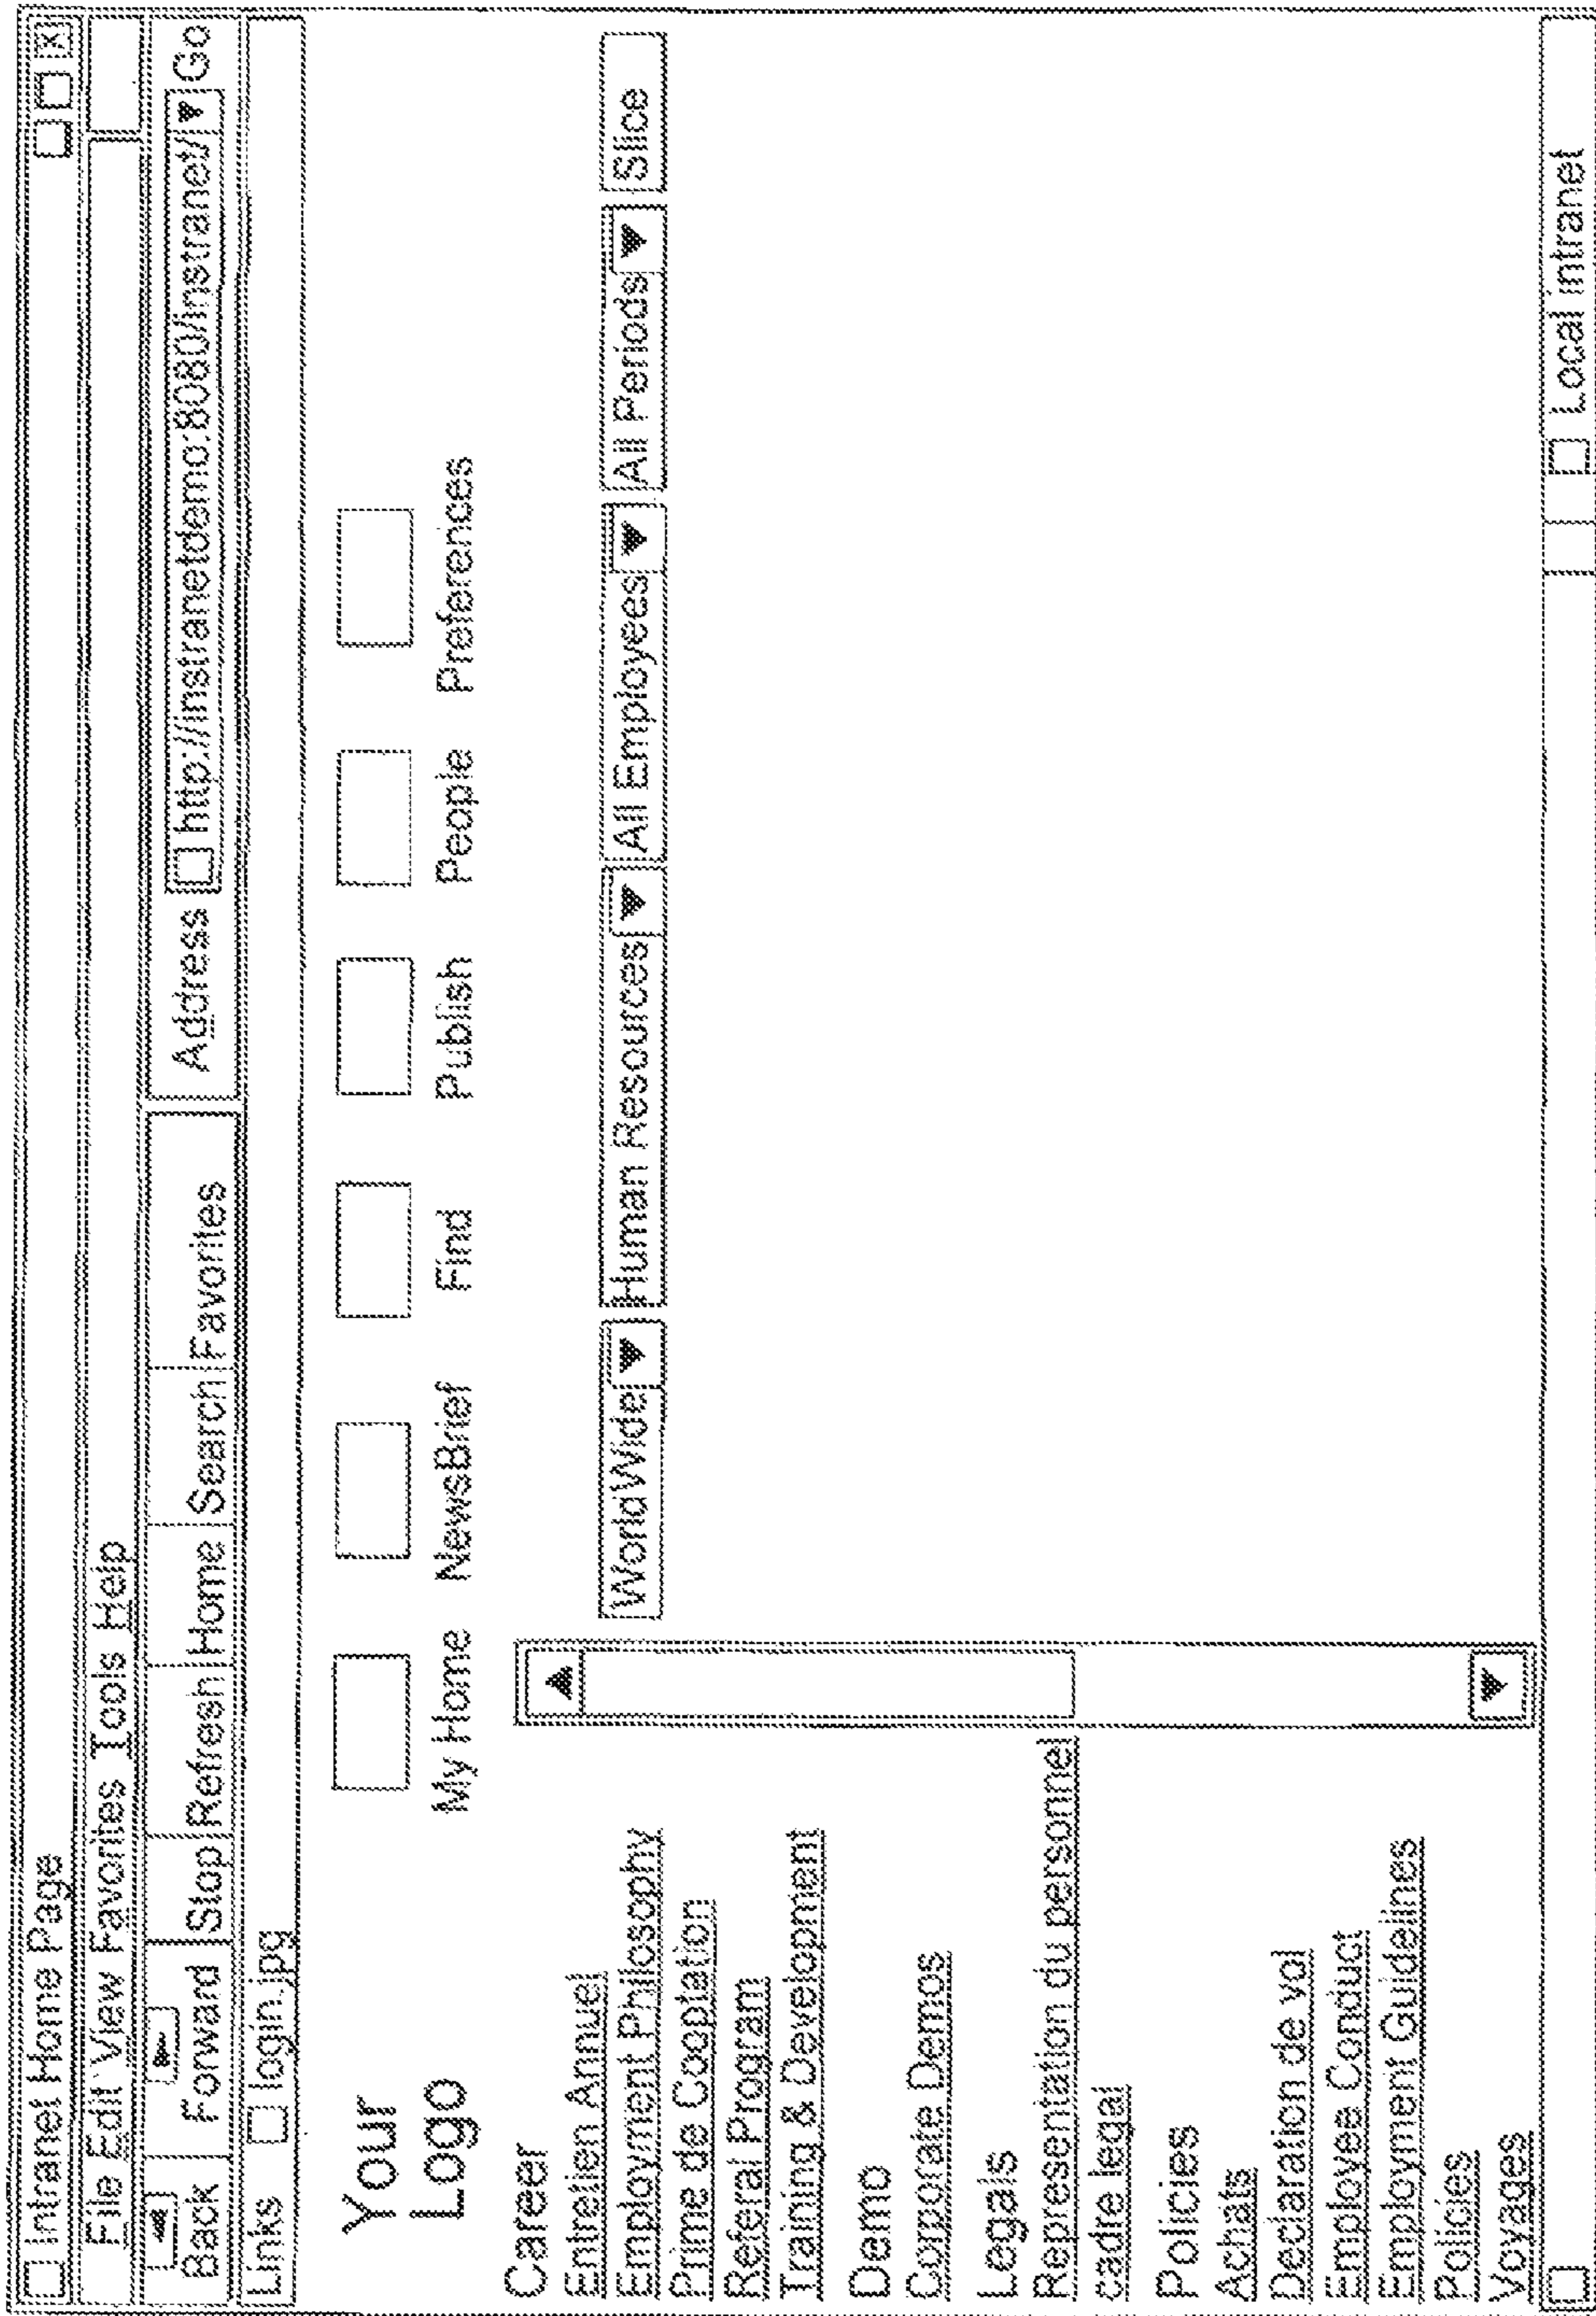 Intranet Home Page X
File Edit View Favorites Tools Help
Back Forward Stop Refresh Home Search Favorites Address http://instranetdemo:8080/instranet/ Go
Links login.jpg
Your
Logo
My Home NewsBrief Find Publish People Preferences
Career
Entretien Annuel
Employment Philosophy
Prime de Cooptation
Referal Program
Training & Development
Demo
Corporate Demos
Legals
Representation du personnel
cadre legal
Policies
Achats
Declaration de vol
Employee Conduct
Employment Guidelines
Policies
Voyages
WorldWide Human Resources All Employees All Periods Slice
Local intranet